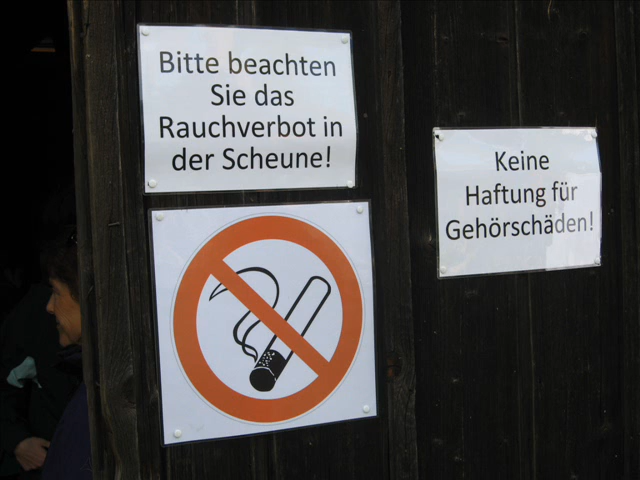 Bitte beachten
Sie das
Rauchverbot in
der Scheune!
Keine
Haftung für
Gehörschäden!